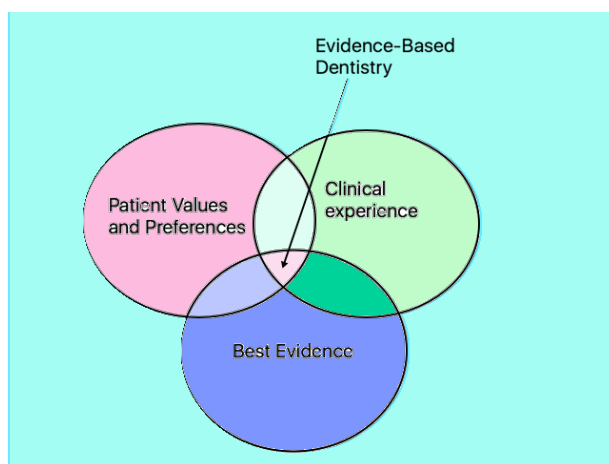 Evidence-Based
Dentistry
Patient Values
and Preferences
Clinical
experience
Best Evidence